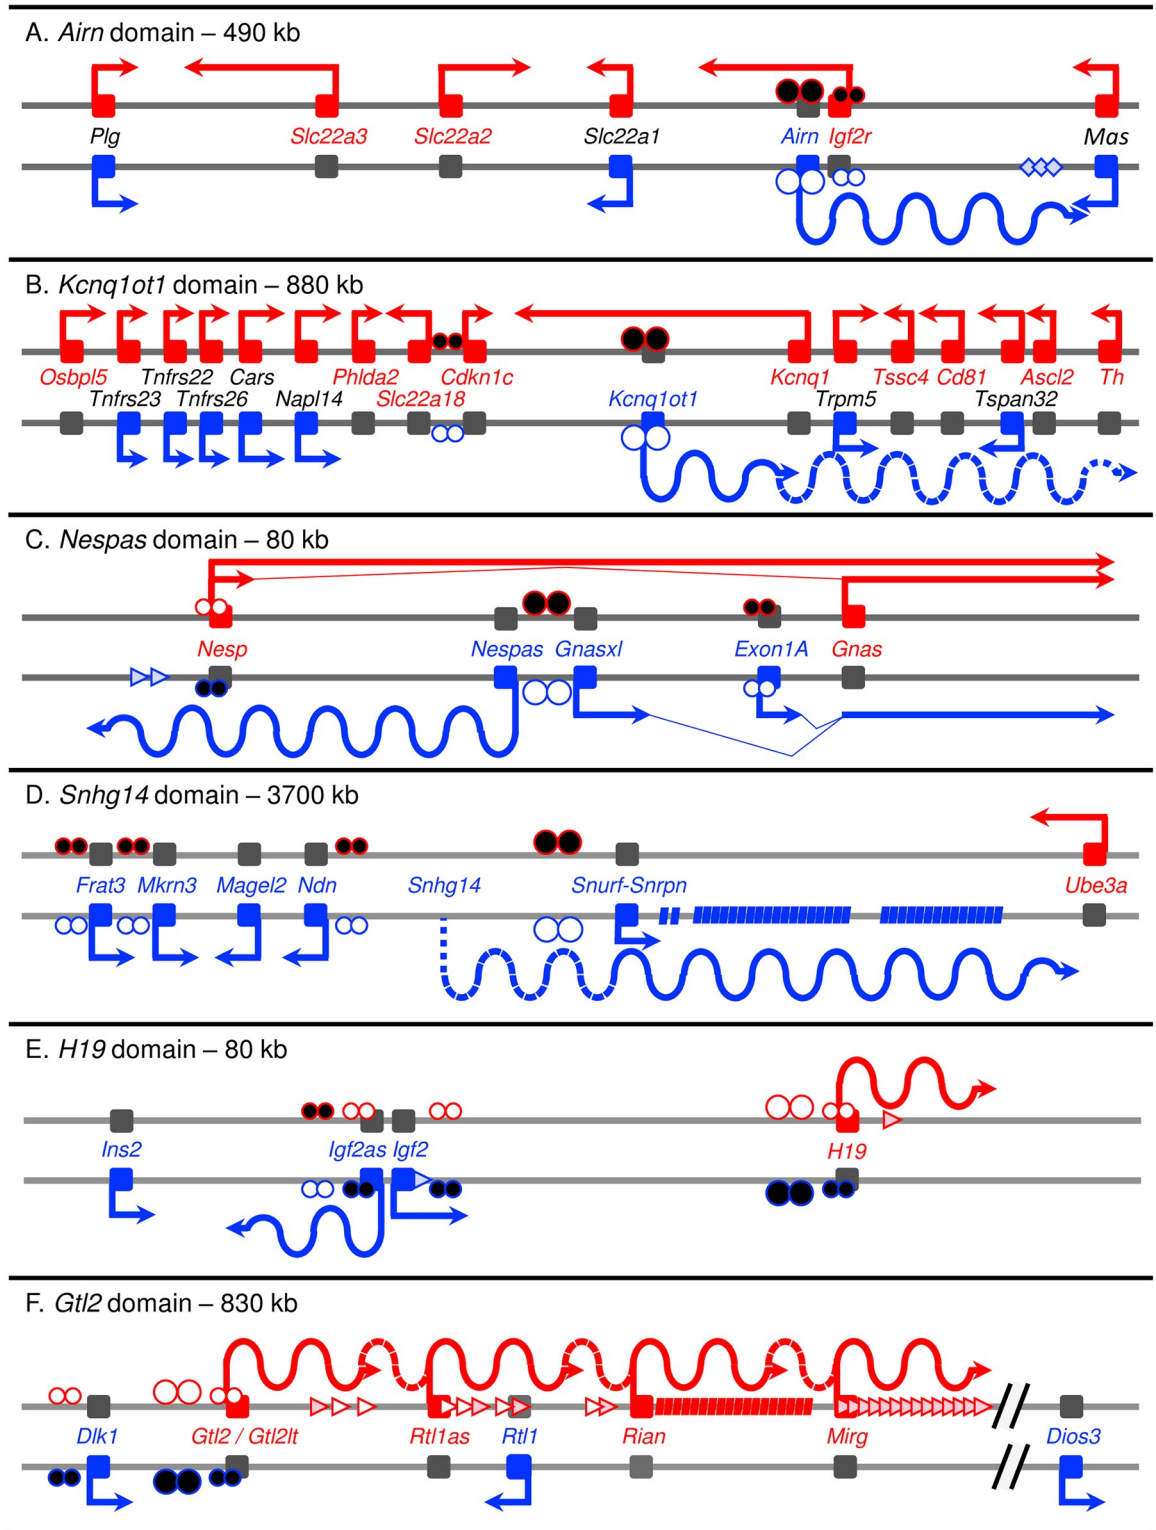 A. Airn domain – 490 kb
Plg Slc22a3 Slc22a2 Slc22a1 Airn Igf2r Mas
B. Kcnq1ot1 domain – 880 kb
Osbpl5 Tnfrs22 Cars Phlda2 Cdkn1c Kcnq1 Tssc4 Cd81 Ascl2 Th
Tnfrs23 Tnfrs26 Napl14 Slc22a18 Kcnq1ot1 Trpm5 Tspan32
C. Nespas domain – 80 kb
Nesp Nespas Gnasxl Exon1A Gnas
D. Snhg14 domain – 3700 kb
Frat3 Mkrn3 Magel2 Ndn Snhg14 Snurf-Snrpn Ube3a
E. H19 domain – 80 kb
Ins2 Igf2as Igf2 H19
F. Gtl2 domain – 830 kb
Dlk1 Gtl2 / Gtl2lt Rtl1as Rtl1 Rian Mirg Dios3